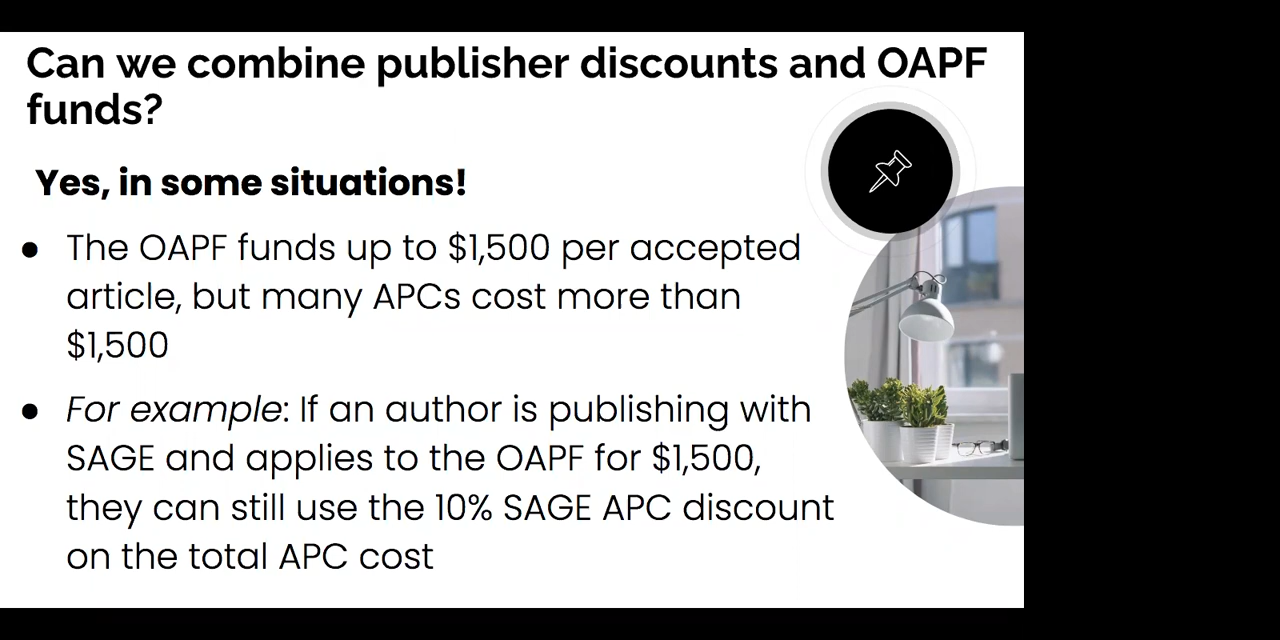 Can we combine publisher discounts and OAPF
funds?
Yes, in some situations!
● The OAPF funds up to $1,500 per accepted
article, but many APCs cost more than
$1,500
● For example: If an author is publishing with
SAGE and applies to the OAPF for $1,500,
they can still use the 10% SAGE APC discount
on the total APC cost